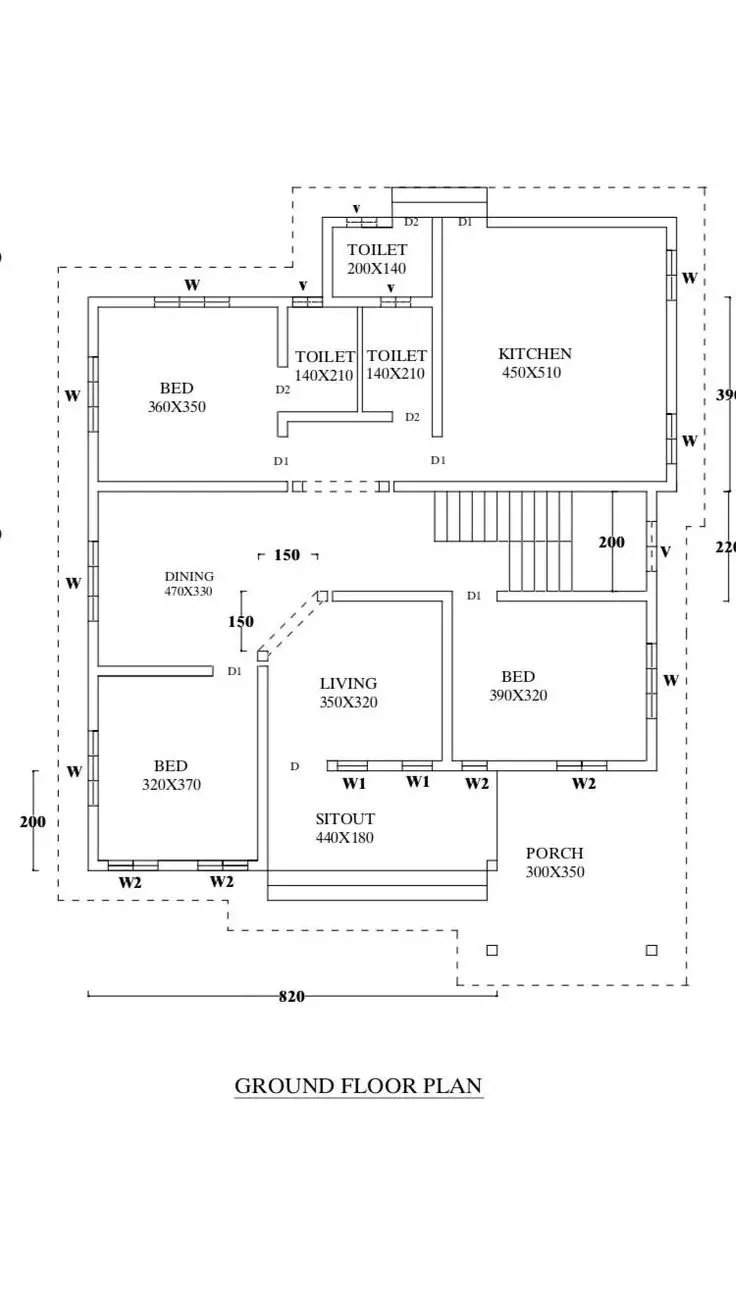 v
D2
D1
TOILET
200X140
W
W
v
v
TOILET
140X210
TOILET
140X210
KITCHEN
450X510
BED
360X350
W
D2
390
D2
W
D1
D1
200
220
V
150
DINING
470X330
W
D1
150
D1
LIVING
350X320
BED
390X320
W
BED
320X370
W
D
W1
W1
W2
W2
200
SITOUT
440X180
PORCH
300X350
W2
W2
820
GROUND FLOOR PLAN